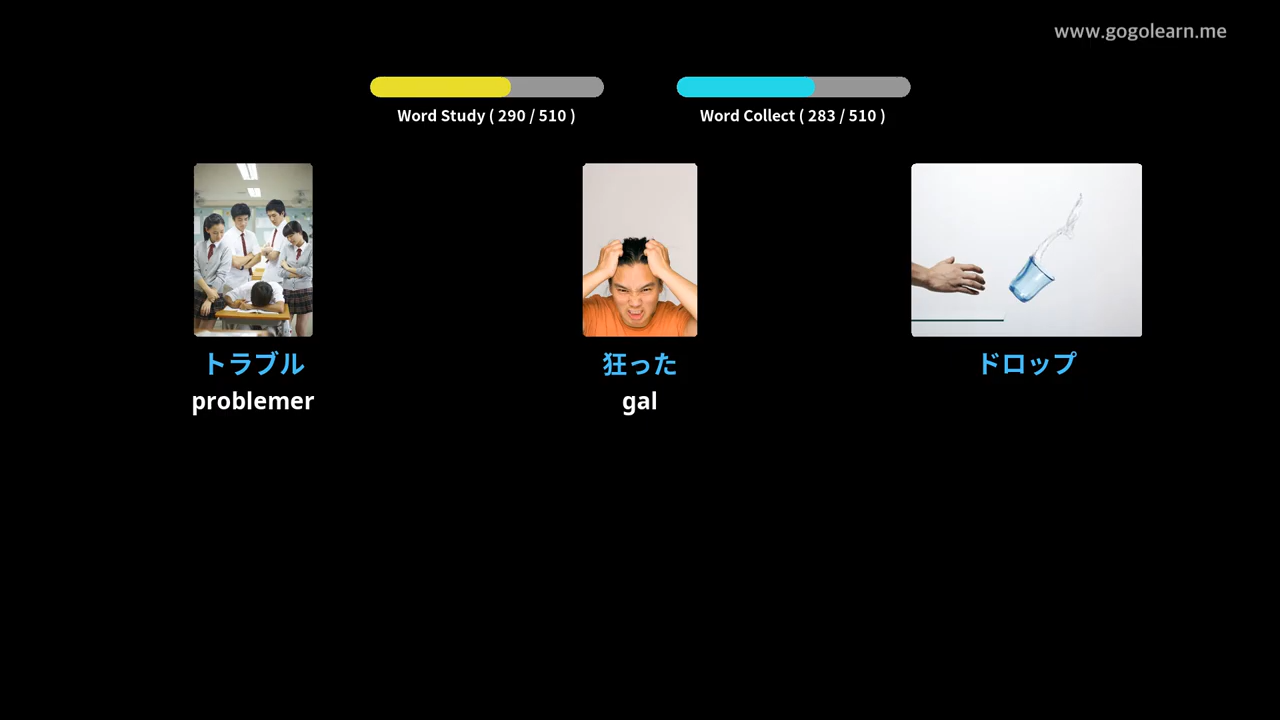 www.gogolearn.me
Word Study ( 290 / 510 )
Word Collect ( 283 / 510 )
トラブル
problemer
狂った
gal
ドロップ